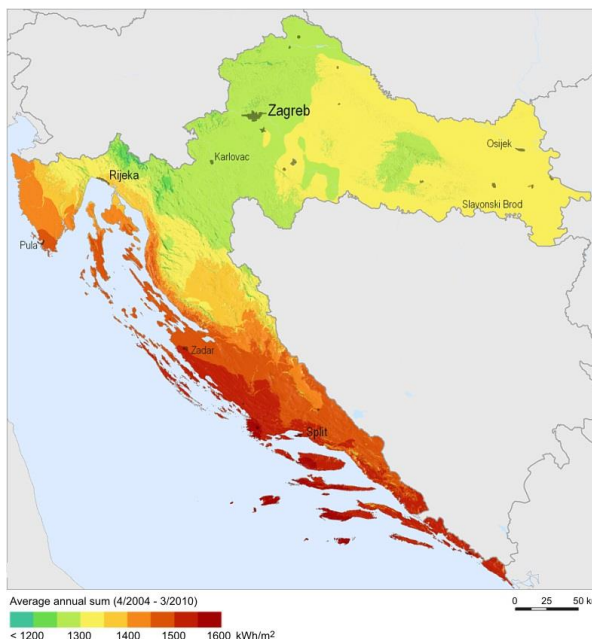 Zagreb
Osijek
Karlovac
Rijeka
Slavonski Brod
Pula
Zadar
Split
Average annual sum (4/2004 - 3/2010)
0 25 50 km
< 1200 1300 1400 1500 1600 kWh/m2